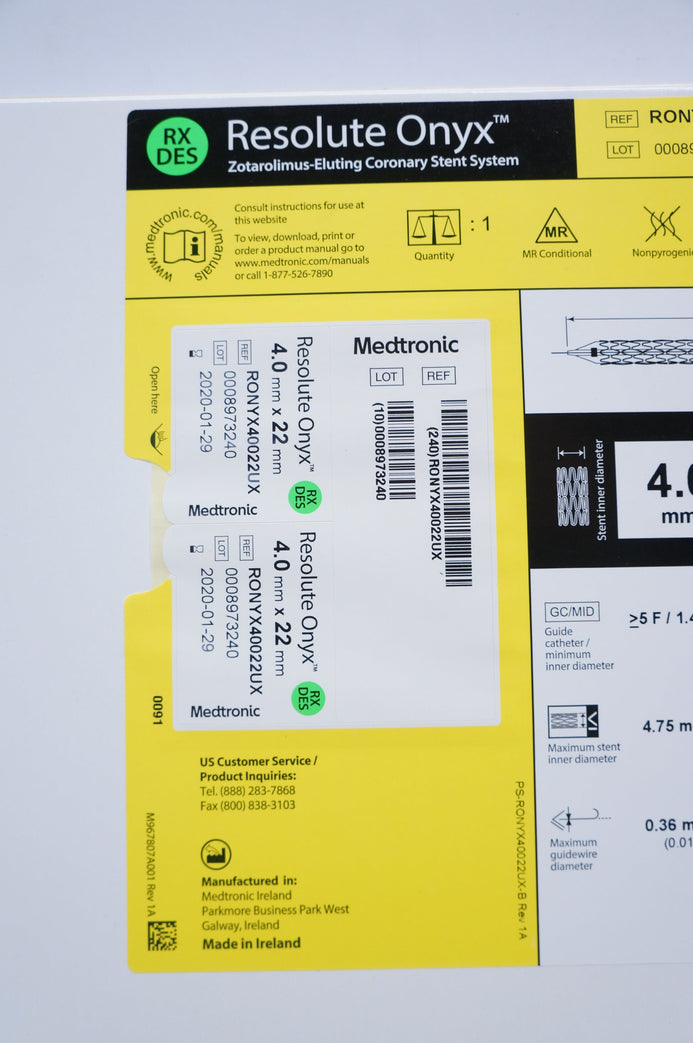 RX
DES
Resolute Onyx™
Zotarolimus-Eluting Coronary Stent System
REF RONY
LOT 00089
www.medtronic.com/manuals
i
Consult instructions for use at
this website
To view, download, print or
order a product manual go to
www.medtronic.com/manuals
or call 1-877-526-7890
: 1
Quantity
MR
MR Conditional
Nonpyrogenic
Open here
Resolute Onyx™
4.0 mm x 22 mm
REF RONYX40022UX
LOT 0008973240
2020-01-29
RX
DES
Medtronic
Resolute Onyx™
4.0 mm x 22 mm
REF RONYX40022UX
LOT 0008973240
2020-01-29
RX
DES
Medtronic
Medtronic
LOT REF
(10)0008973240
(240)RONYX40022UX
Stent inner diameter
4.0
mm
GC/MID
Guide
catheter/
minimum
inner diameter
≥5 F / 1.4
VI
Maximum stent
inner diameter
4.75 m
Maximum
guidewire
diameter
0.36 m
(0.01
0091
US Customer Service /
Product Inquiries:
Tel. (888) 283-7868
Fax (800) 838-3103
Manufactured in:
Medtronic Ireland
Parkmore Business Park West
Galway, Ireland
Made in Ireland
M967807A001 Rev 1A
PS-RONYX40022UX-B Rev 1A